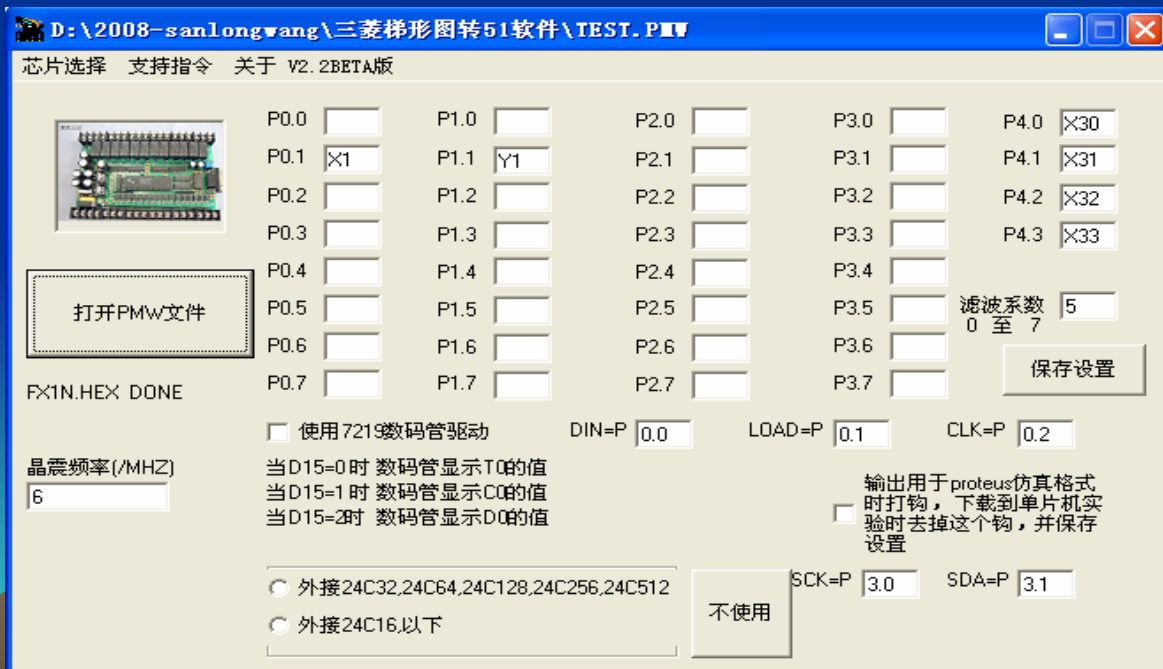 D:\2008-sanlongwang\三菱梯形图转51软件\TEST.PMW
芯片选择 支持指令 关于 V2.2BETA版
P0.0 P1.0 P2.0 P3.0 P4.0 X30
P0.1 X1 P1.1 Y1 P2.1 P3.1 P4.1 X31
P0.2 P1.2 P2.2 P3.2 P4.2 X32
P0.3 P1.3 P2.3 P3.3 P4.3 X33
P0.4 P1.4 P2.4 P3.4
打开PMW文件
P0.5 P1.5 P2.5 P3.5 滤波系数 5
0 至 7
P0.6 P1.6 P2.6 P3.6
保存设置
P0.7 P1.7 P2.7 P3.7
FX1N.HEX DONE
使用7219数码管驱动 DIN=P 0.0 LOAD=P 0.1 CLK=P 0.2
晶震频率(/MHZ)
6
当D15=0时 数码管显示T0的值
当D15=1时 数码管显示C0的值
当D15=2时 数码管显示D0的值
输出用于proteus仿真格式
时打钩，下载到单片机实
验时去掉这个钩，并保存
设置
外接24C32,24C64,24C128,24C256,24C512
外接24C16,以下
不使用
SCK=P 3.0 SDA=P 3.1